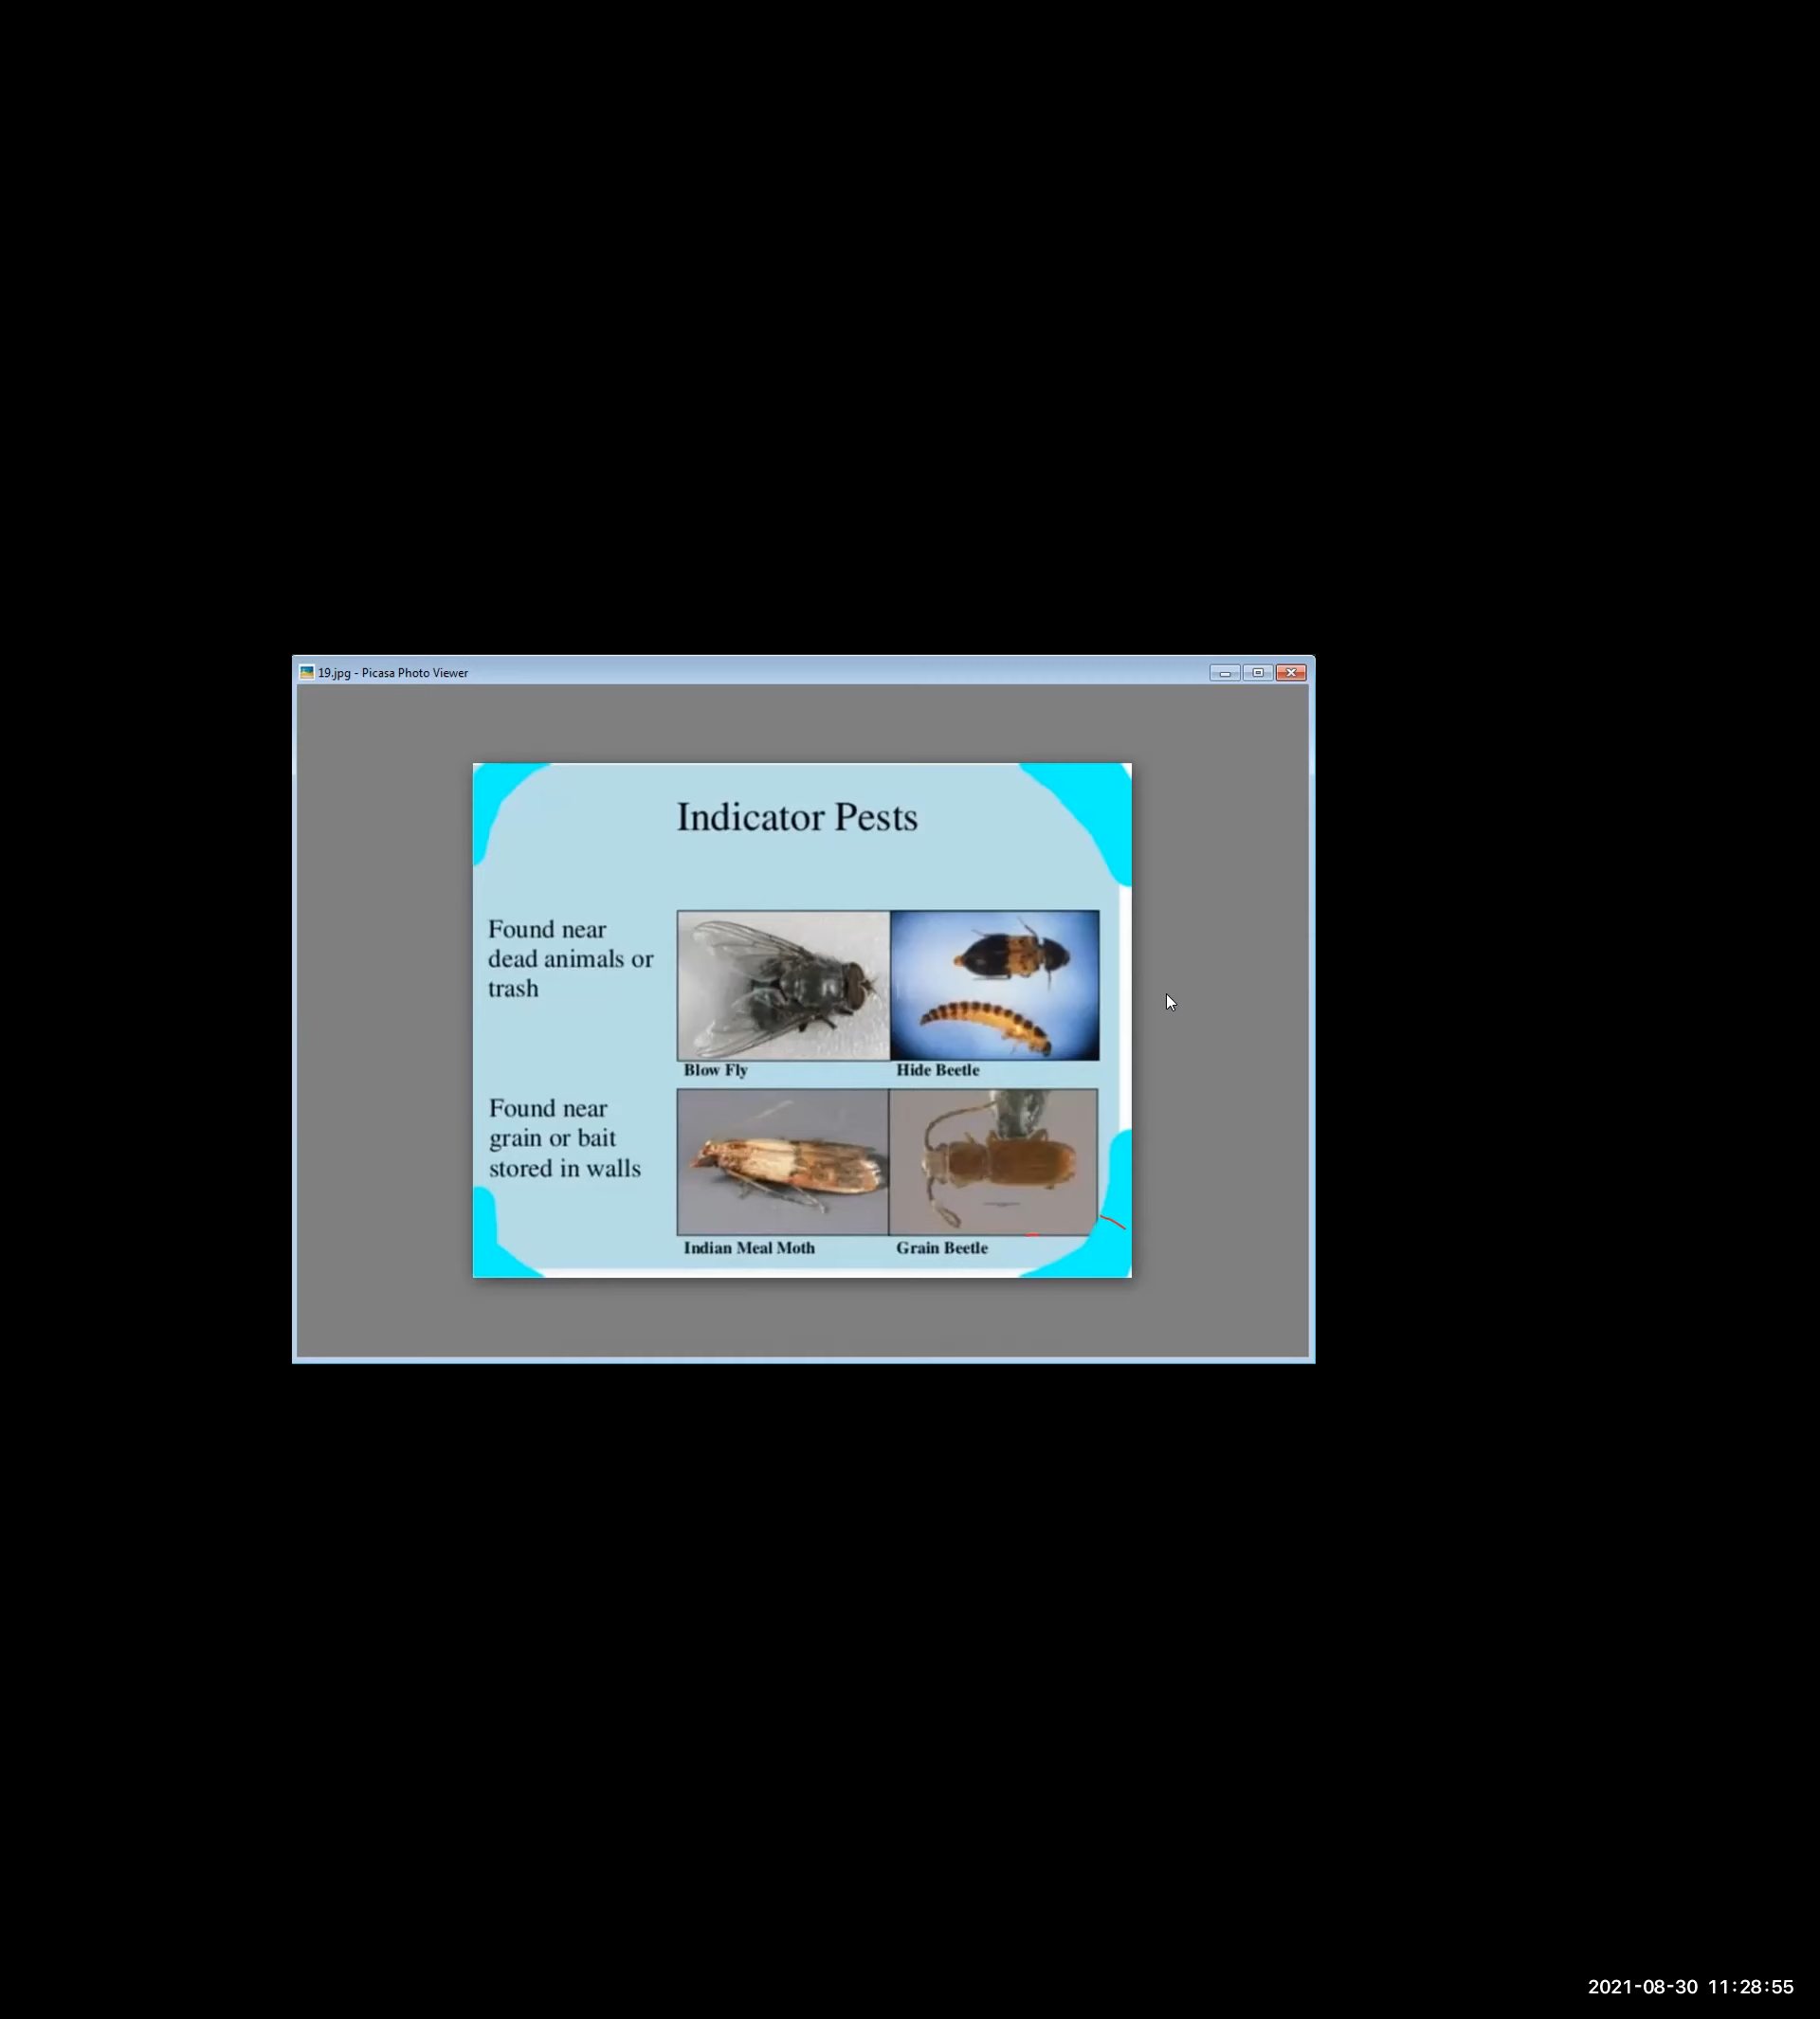 19.jpg - Picasa Photo Viewer
Indicator Pests
Found near
dead animals or
trash
Blow Fly
Hide Beetle
Found near
grain or bait
stored in walls
Indian Meal Moth
Grain Beetle
2021-08-30 11:28:55